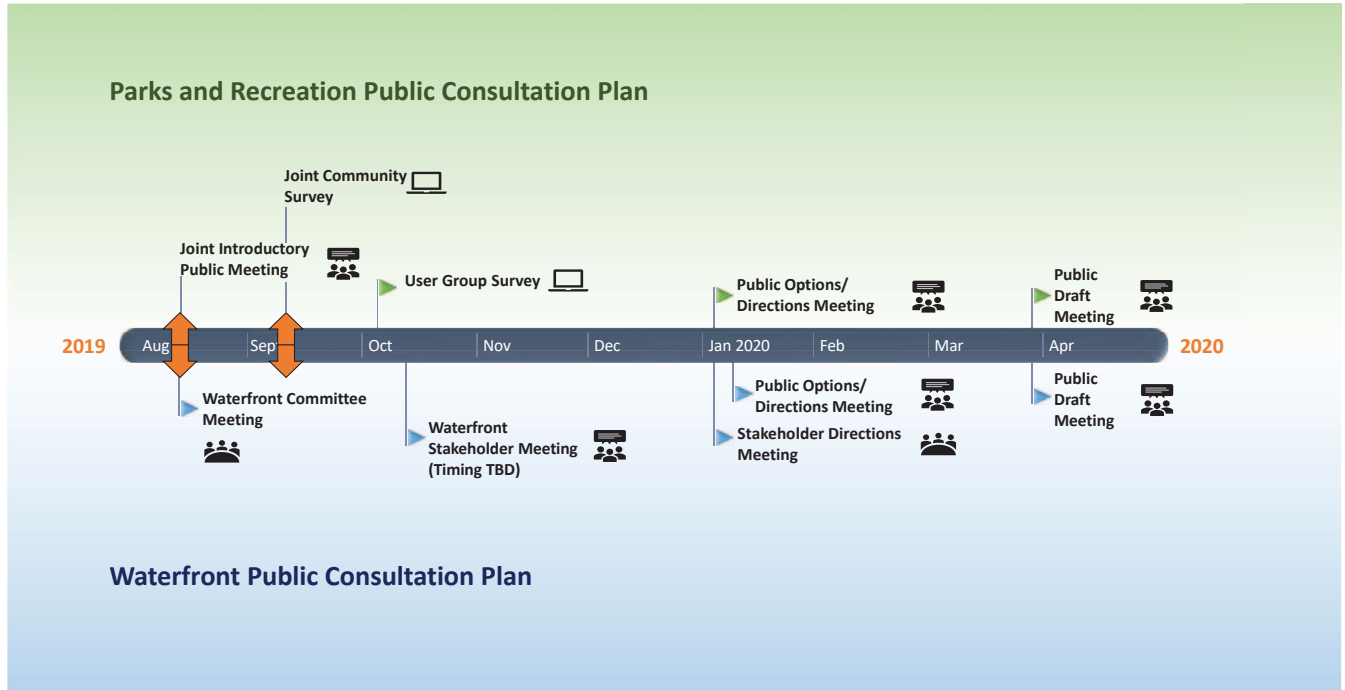 Parks and Recreation Public Consultation Plan
Joint Community
Survey
Joint Introductory
Public Meeting
User Group Survey
Public Options/
Directions Meeting
Public
Draft
Meeting
2019
Aug
Sept
Oct
Nov
Dec
Jan 2020
Feb
Mar
Apr
2020
Waterfront Committee
Meeting
Waterfront
Stakeholder Meeting
(Timing TBD)
Public Options/
Directions Meeting
Stakeholder Directions
Meeting
Public
Draft
Meeting
Waterfront Public Consultation Plan